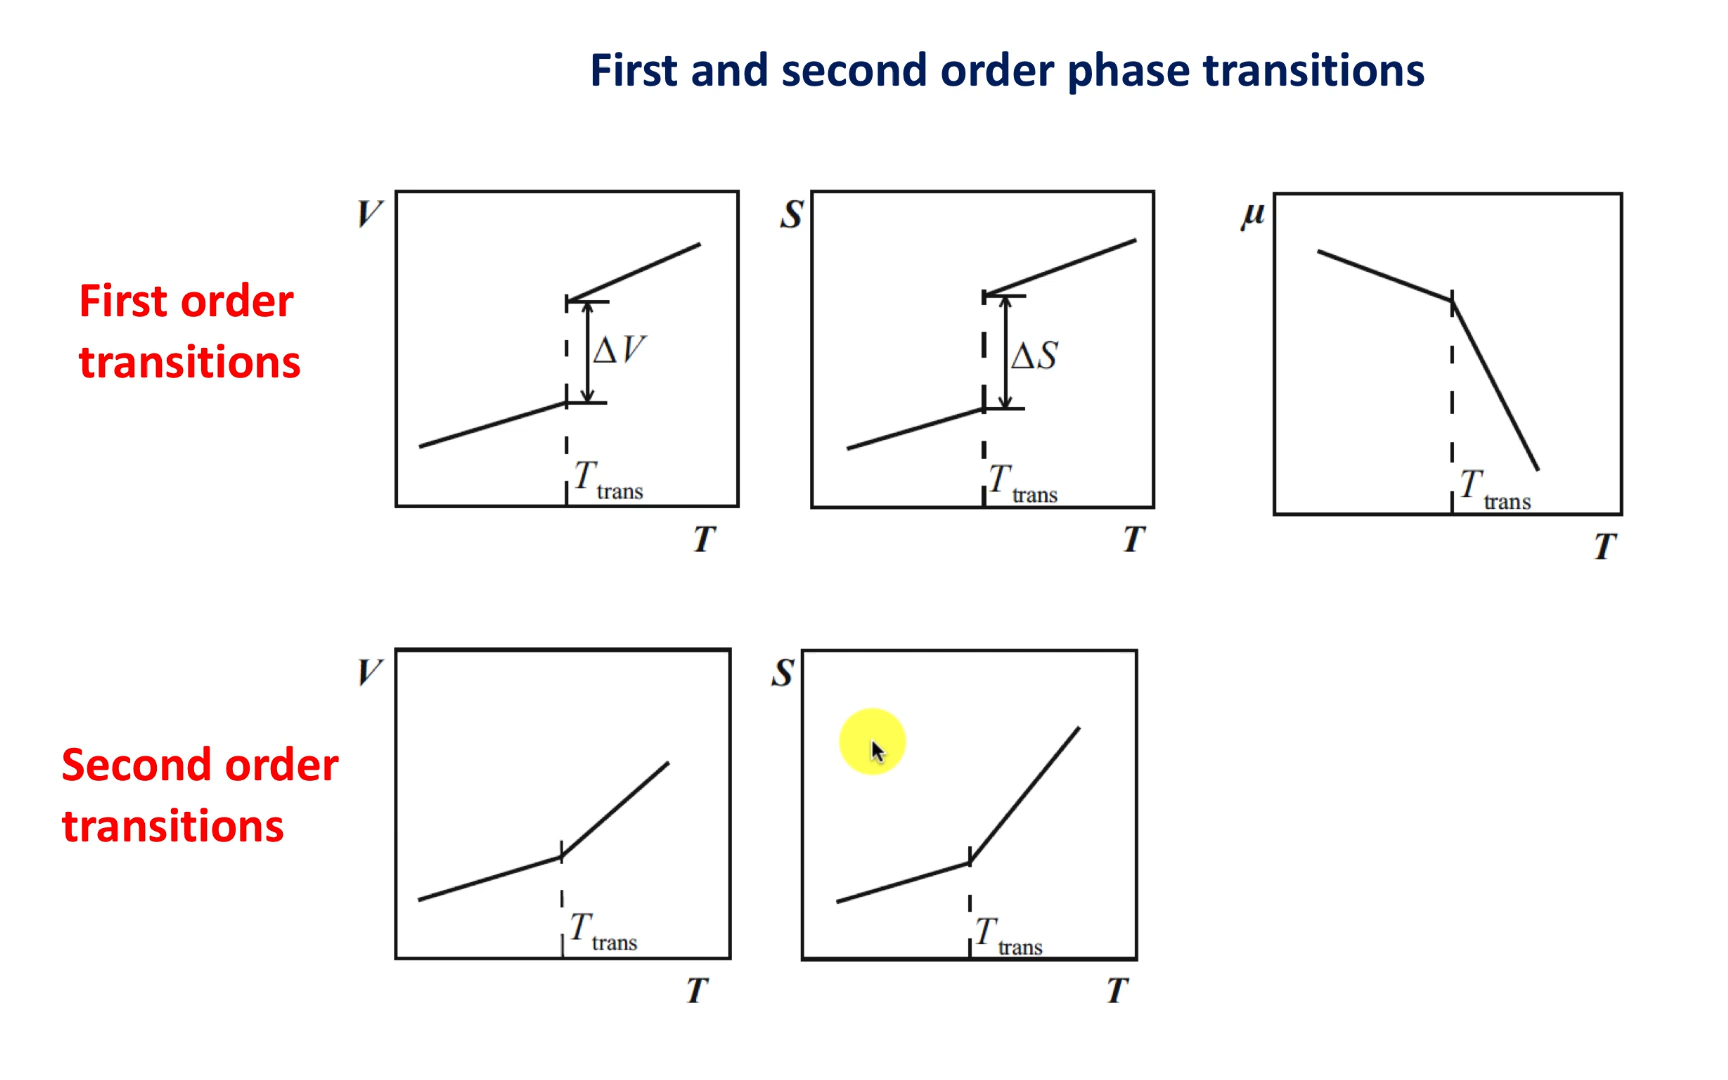 First and second order phase transitions
First order
transitions
V
ΔV
T trans
T
S
ΔS
T trans
T
μ
T trans
T
Second order
transitions
V
T trans
T
S
T trans
T